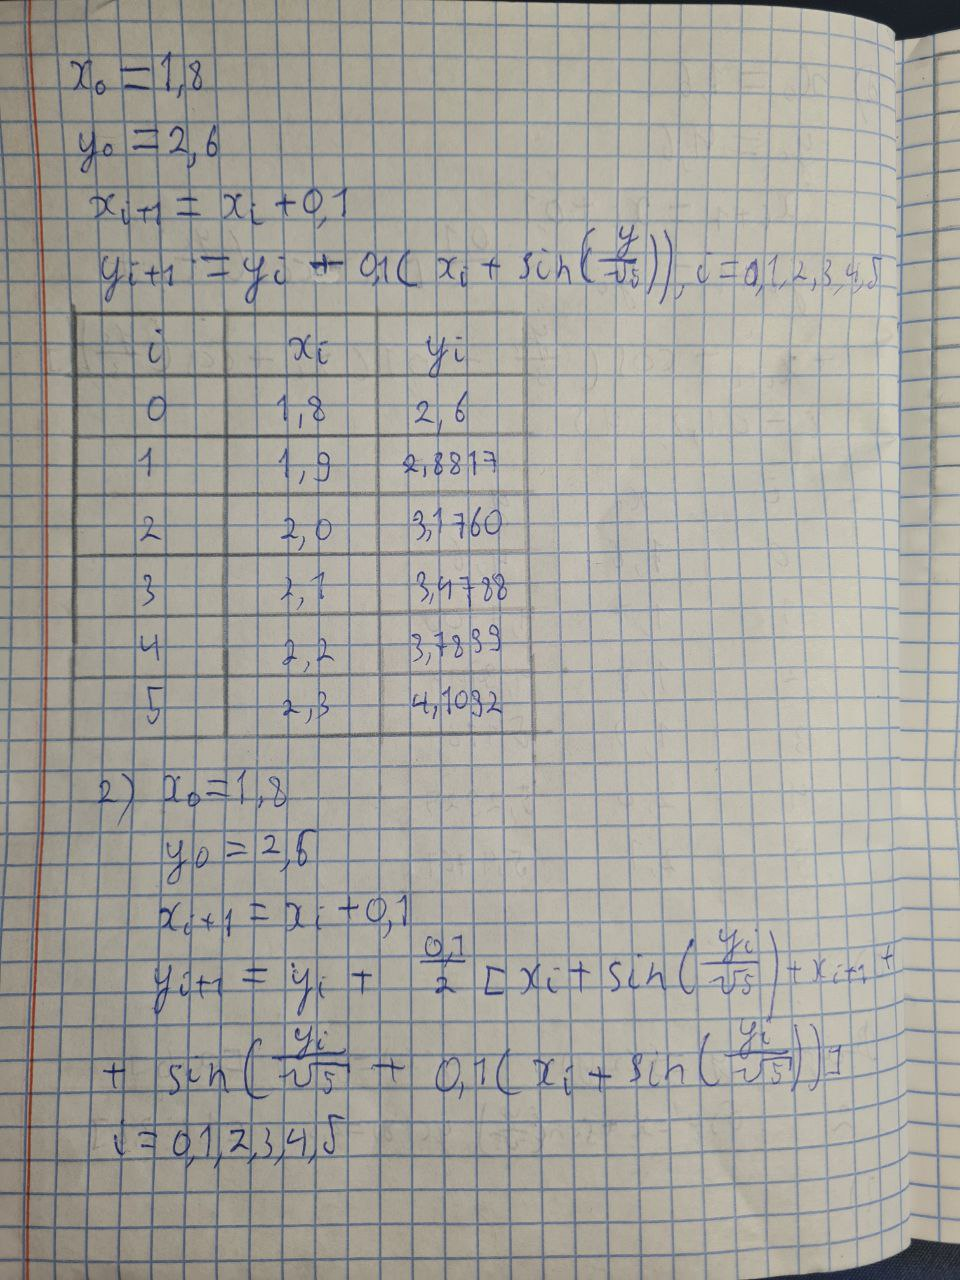 x₀ = 1,8
y₀ = 2,6
xᵢ₊₁ = xᵢ + 0,1
yᵢ₊₁ = yᵢ + 0,1( xᵢ + sin(y/√5)), i = 0,1,2,3,4,5
i xᵢ yᵢ
0 1,8 2,6
1 1,9 2,8817
2 2,0 3,1760
3 2,1 3,4788
4 2,2 3,7899
5 2,3 4,1092
2) x₀ = 1,8
y₀ = 2,6
xᵢ₊₁ = xᵢ + 0,1
yᵢ₊₁ = yᵢ + 0,1/2 [ xᵢ + sin(yᵢ/√5) + xᵢ₊₁ +
+ sin(yᵢ/√5 + 0,1( xᵢ + sin(yᵢ/√5))]
i = 0,1,2,3,4,5